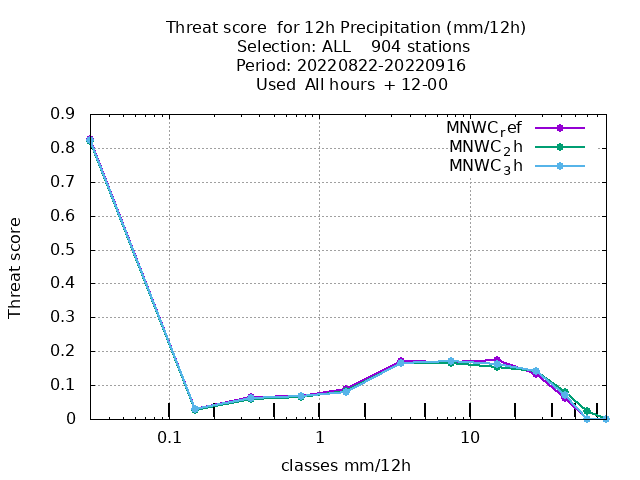 Threat score  for 12h Precipitation (mm/12h)
Selection: ALL    904 stations
Period: 20220822-20220916
Used  All hours  + 12-00
MNWC_ref
MNWC_2h
MNWC_3h
0.9
0.8
0.7
0.6
0.5
0.4
0.3
0.2
0.1
0
Threat score
0.1
1
10
classes mm/12h